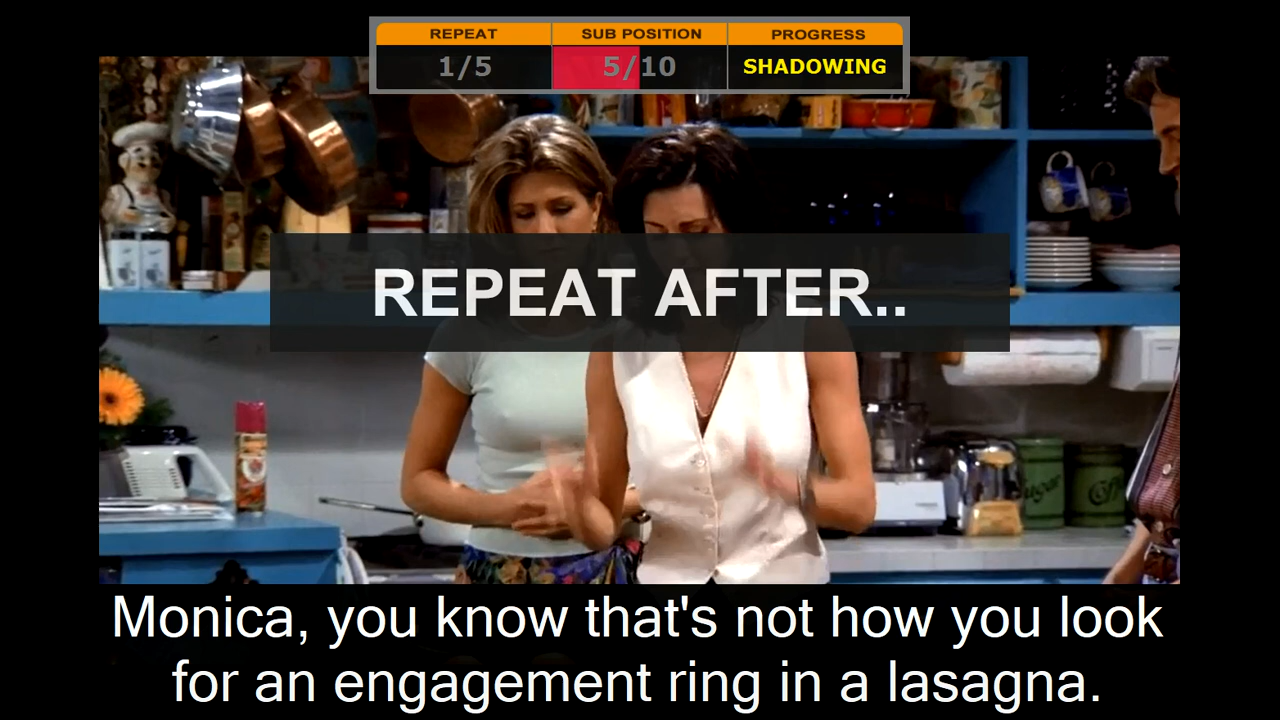 REPEAT SUB POSITION PROGRESS
1/5 5/10 SHADOWING
REPEAT AFTER..
Sugar
Monica, you know that's not how you look
for an engagement ring in a lasagna.